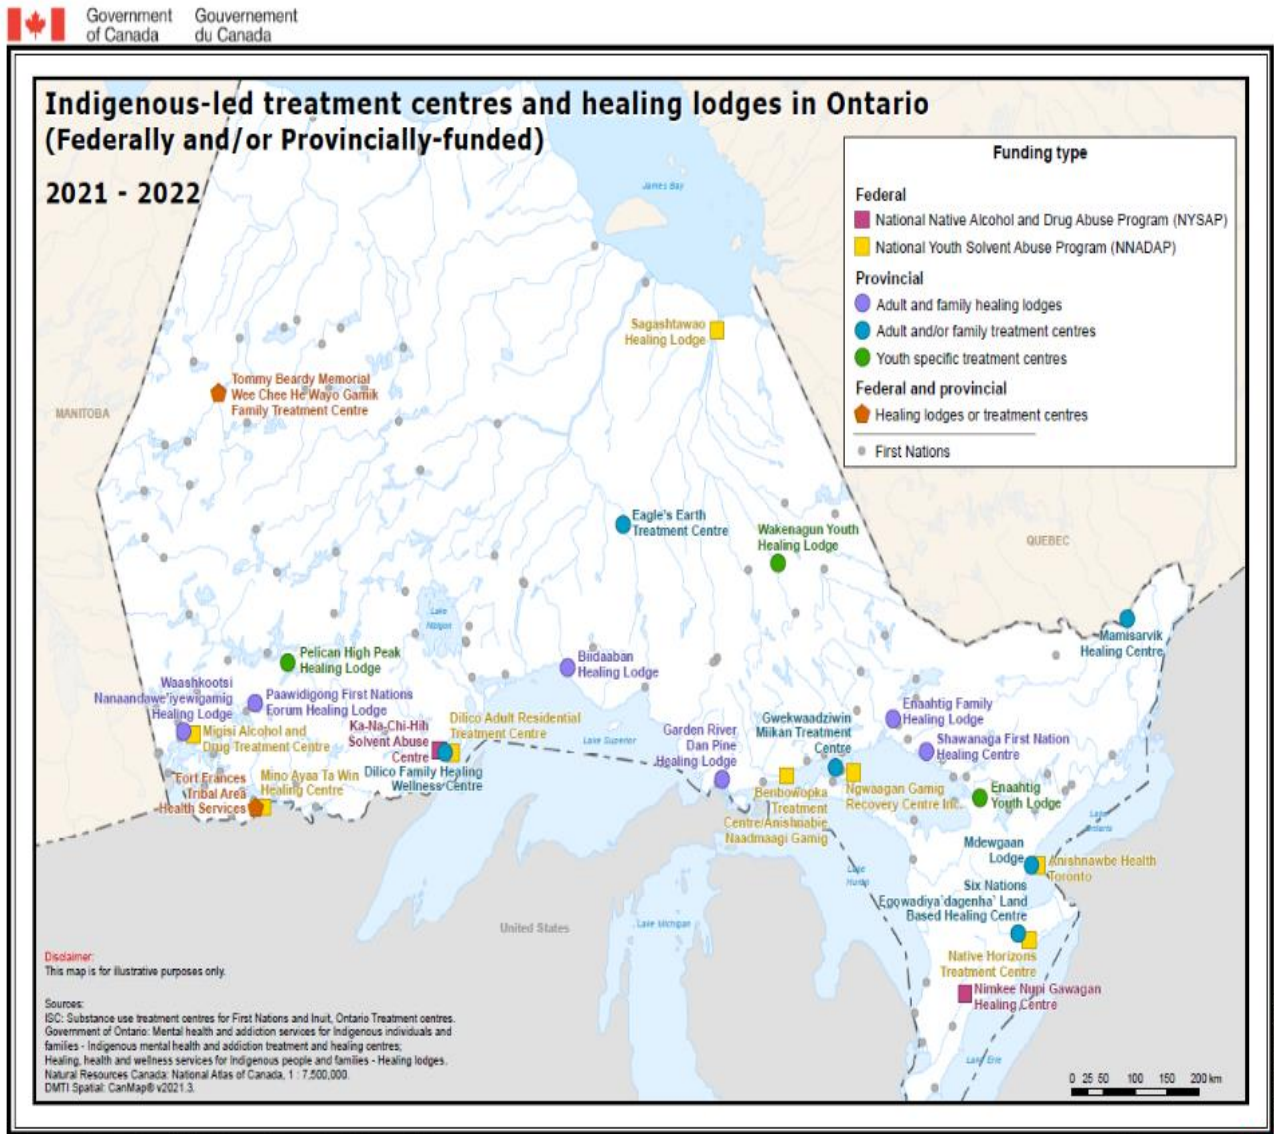 Government of Canada
Gouvernement du Canada
Indigenous-led treatment centres and healing lodges in Ontario
(Federally and/or Provincially-funded)
2021 - 2022
Funding type
Federal
National Native Alcohol and Drug Abuse Program (NYSAP)
National Youth Solvent Abuse Program (NNADAP)
Provincial
Adult and family healing lodges
Adult and/or family treatment centres
Youth specific treatment centres
Federal and provincial
Healing lodges or treatment centres
First Nations
James Bay
Sagashtawao
Healing Lodge
Tommy Beardy Memorial
Wee Chee He Wayo Gamik
Family Treatment Centre
MANITOBA
Eagle's Earth
Treatment Centre
Wakenagun Youth
Healing Lodge
QUEBEC
Lake
Nipigon
Mamisarvik
Healing Centre
Pelican High Peak
Healing Lodge
Biidaaban
Healing Lodge
Waashkootsi
Nanaandawe'iyewigamig
Healing Lodge
Paawidigong First Nations
Forum Healing Lodge
Migisi Alcohol and
Drug Treatment Centre
Ka-Na-Chi-Hih
Solvent Abuse
Centre
Dilico Adult Residential
Treatment Centre
Dilico Family Healing
Wellness Centre
Lake Superior
Garden River
Dan Pine
Healing Lodge
Gwekwaadziwin
Miikan Treatment
Centre
Enaahtig Family
Healing Lodge
Shawanaga First Nation
Healing Centre
Fort Frances
Tribal Area
Health Services
Mino Ayaa Ta Win
Healing Centre
Benbowopka
Treatment
Centre/Anishnabie
Naadmaagi Gamig
Ngwaagan Gamig
Recovery Centre Inc.
Enaahtig
Youth Lodge
Lake
Ontario
Mdewgaan
Lodge
Anishnawbe Health
Toronto
Lake
Huron
Six Nations
Egowadiya'dagenha' Land
Based Healing Centre
Native Horizons
Treatment Centre
Nimkee Nupi Gawagan
Healing Centre
Lake Michigan
United States
Lake Erie
Disclaimer:
This map is for illustrative purposes only.
Sources:
ISC: Substance use treatment centres for First Nations and Inuit, Ontario Treatment centres.
Government of Ontario: Mental health and addiction services for Indigenous individuals and
families - Indigenous mental health and addiction treatment and healing centres;
Healing, health and wellness services for Indigenous people and families - Healing lodges.
Natural Resources Canada: National Atlas of Canada, 1 : 7,500,000.
DMTI Spatial: CanMap® v2021.3.
0 25 50 100 150 200 km